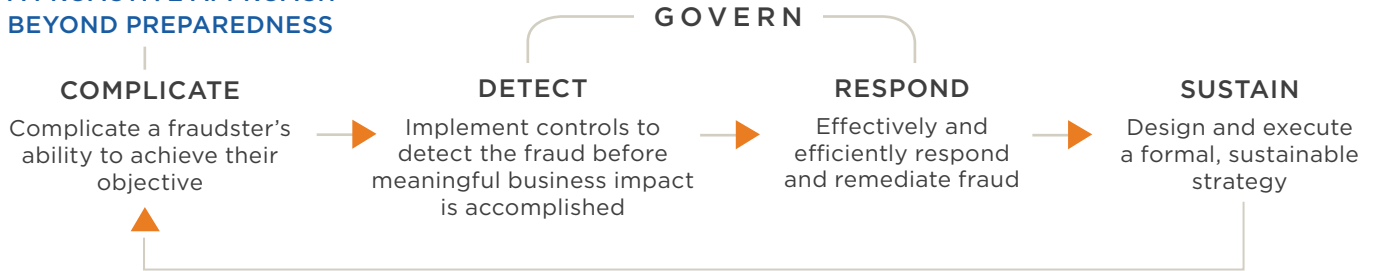 BEYOND PREPAREDNESS
GOVERN
COMPLICATE
Complicate a fraudster's
ability to achieve their
objective
DETECT
Implement controls to
detect the fraud before
meaningful business impact
is accomplished
RESPOND
Effectively and
efficiently respond
and remediate fraud
SUSTAIN
Design and execute
a formal, sustainable
strategy